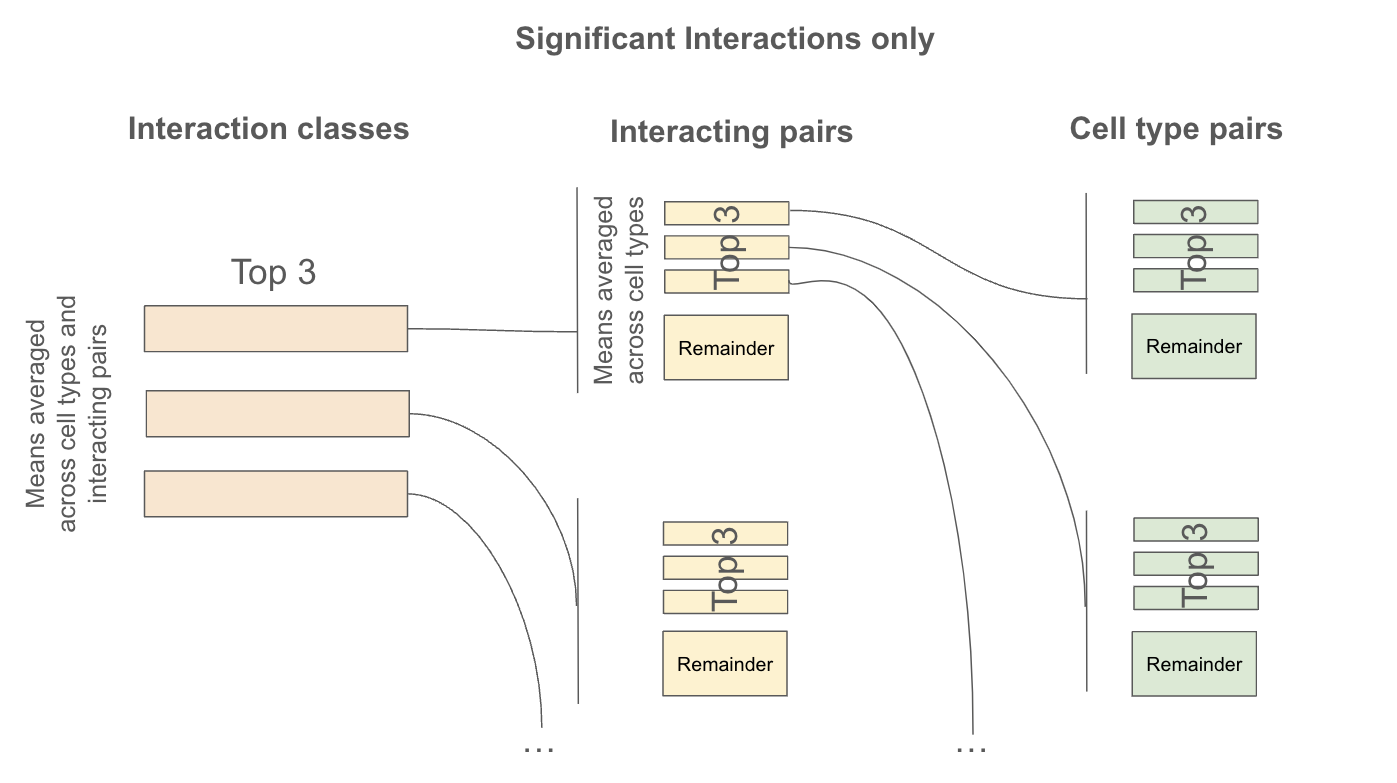 Significant Interactions only
Interaction classes
Interacting pairs
Cell type pairs
Top 3
Means averaged
across cell types and
interacting pairs
Means averaged
across cell types
Top 3
Remainder
Top 3
Remainder
Top 3
Remainder
Top 3
Remainder
...
...